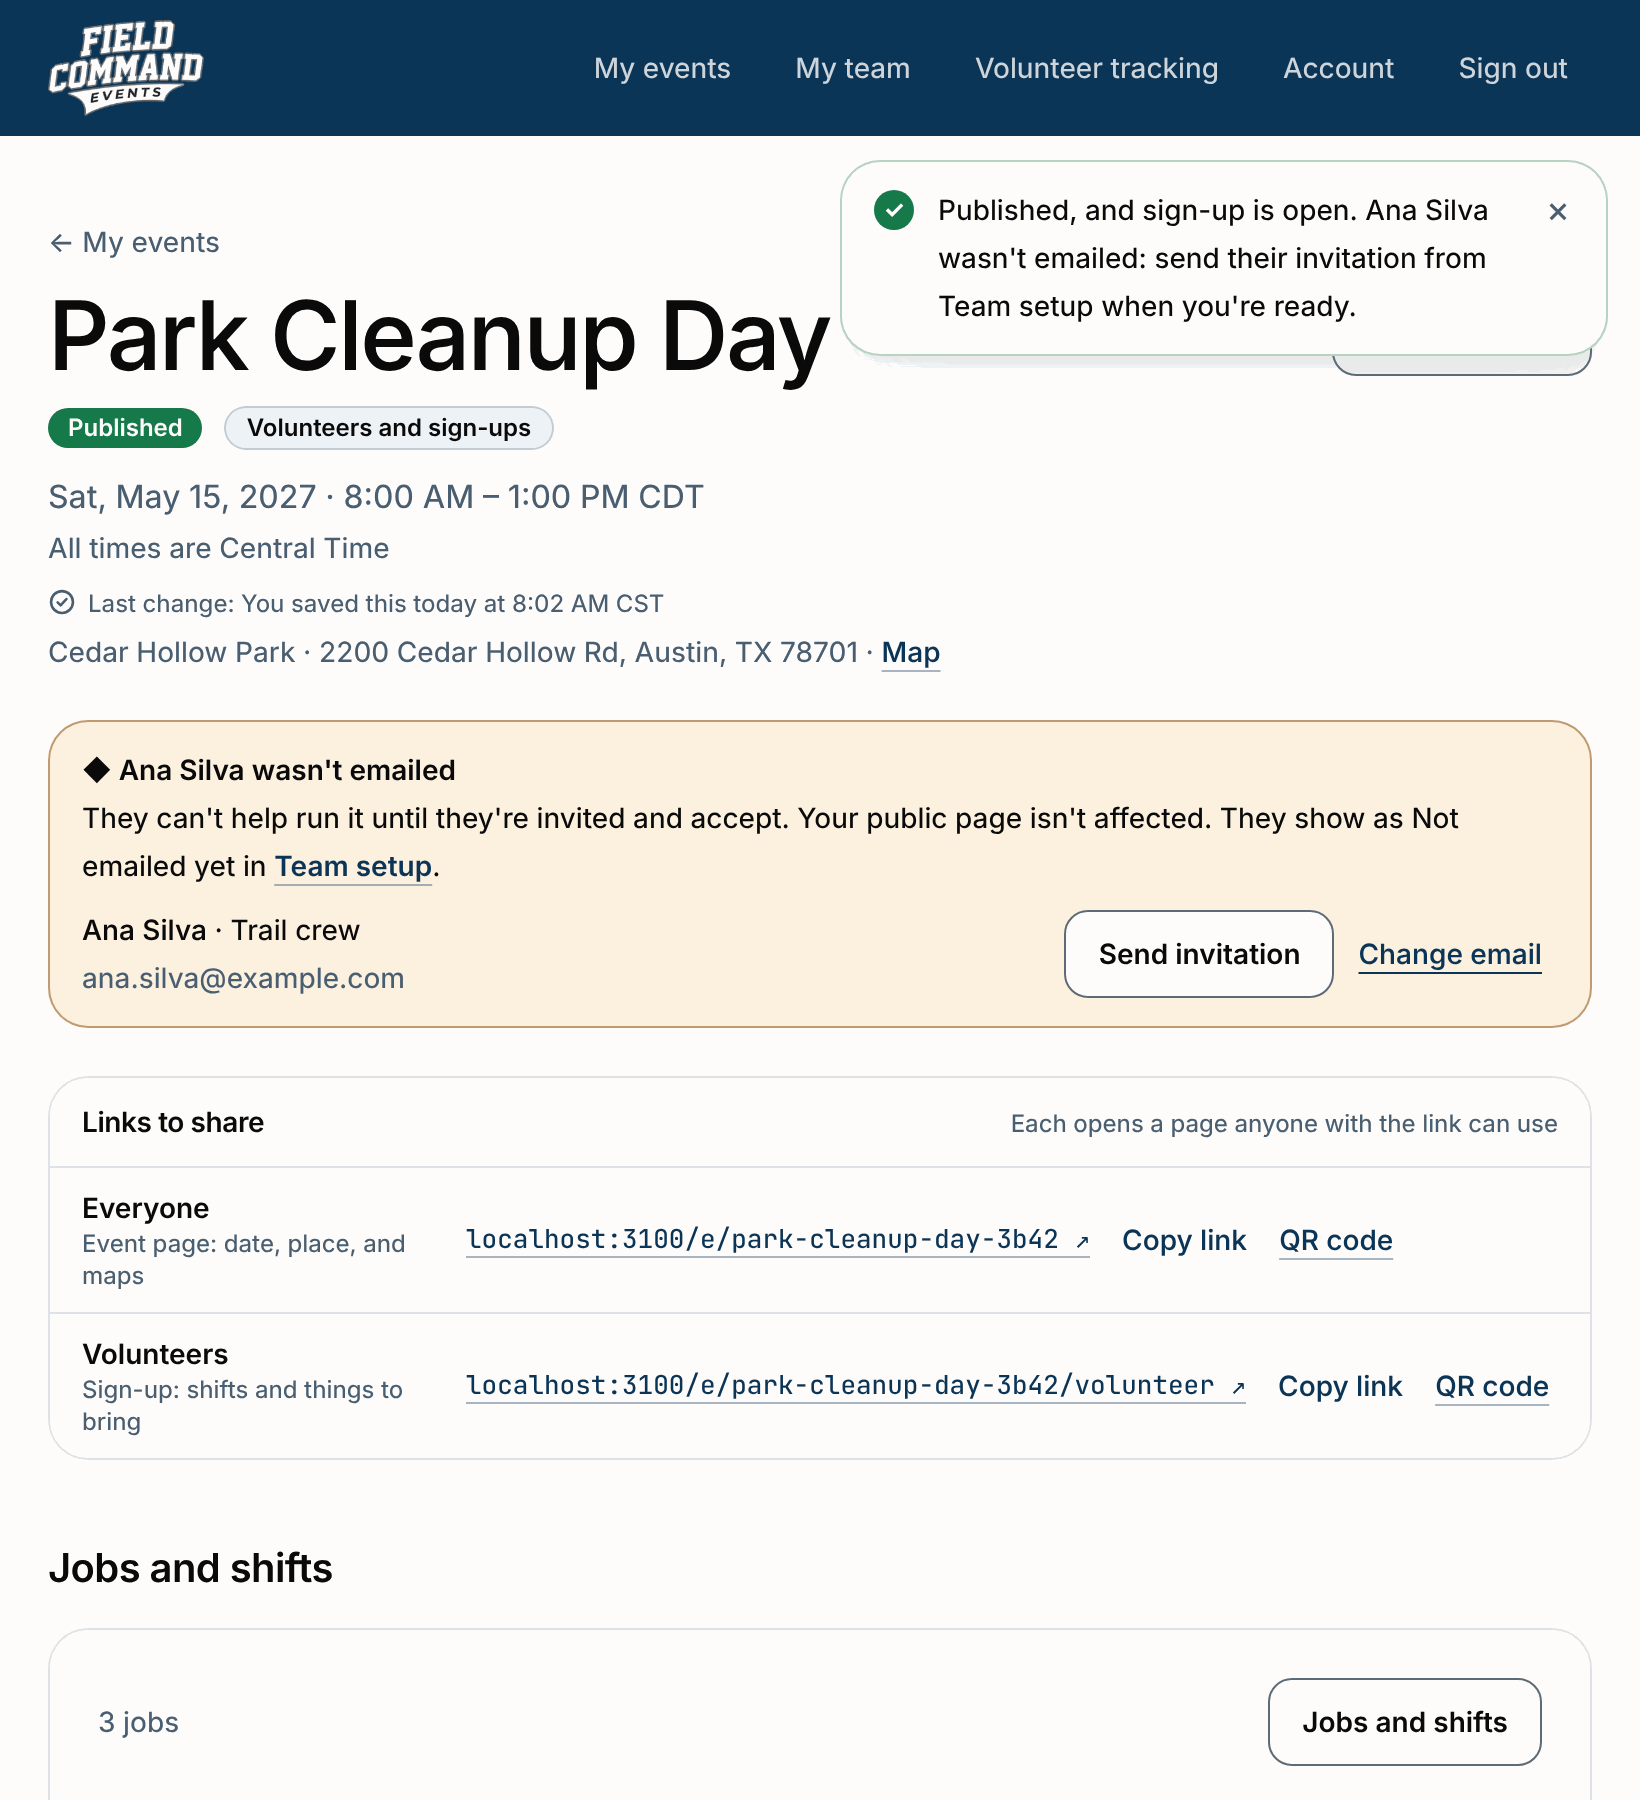 FIELD
COMMAND
EVENTS
My events
My team
Volunteer tracking
Account
Sign out
Published, and sign-up is open. Ana Silva
wasn't emailed: send their invitation from
Team setup when you're ready.
← My events
Park Cleanup Day
Published
Volunteers and sign-ups
Sat, May 15, 2027 · 8:00 AM – 1:00 PM CDT
All times are Central Time
Last change: You saved this today at 8:02 AM CST
Cedar Hollow Park · 2200 Cedar Hollow Rd, Austin, TX 78701 · Map
◆ Ana Silva wasn't emailed
They can't help run it until they're invited and accept. Your public page isn't affected. They show as Not
emailed yet in Team setup.
Ana Silva · Trail crew
ana.silva@example.com
Send invitation
Change email
Links to share
Each opens a page anyone with the link can use
Everyone
Event page: date, place, and
maps
localhost:3100/e/park-cleanup-day-3b42 ↗
Copy link
QR code
Volunteers
Sign-up: shifts and things to
bring
localhost:3100/e/park-cleanup-day-3b42/volunteer ↗
Copy link
QR code
Jobs and shifts
3 jobs
Jobs and shifts